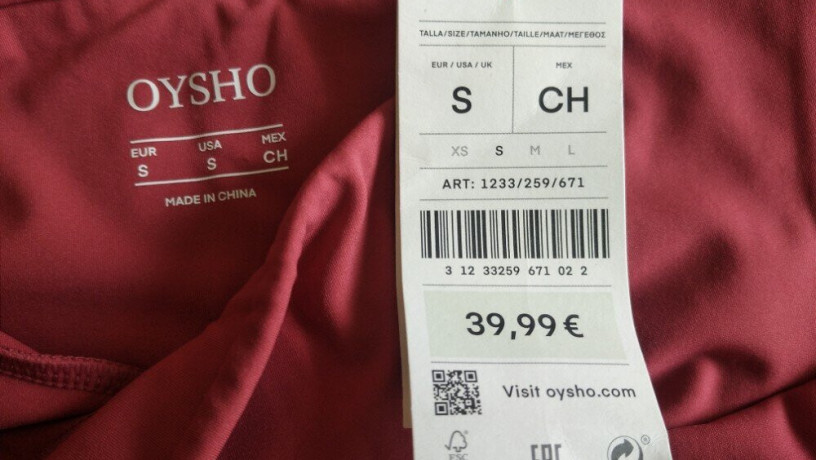 OYSHO
EUR USA MEX
S S CH
MADE IN CHINA
TALLA/SIZE/TAMANHO/TAILLE/MAAT/ΜΕΓΕΘΟΣ
EUR / USA / UK MEX
S CH
XS S M L
ART: 1233/259/671
3 12 33259 671 02 2
39,99 €
Visit oysho.com
FSC
EAC